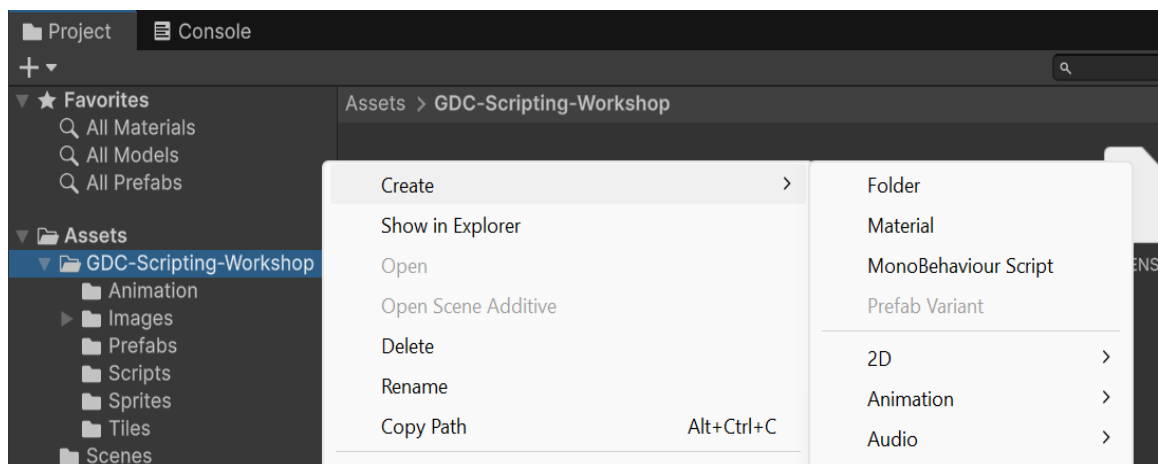 Project
Console
Favorites
All Materials
All Models
All Prefabs
Assets
GDC-Scripting-Workshop
Animation
Images
Prefabs
Scripts
Sprites
Tiles
Scenes
Assets > GDC-Scripting-Workshop
Create
Show in Explorer
Open
Open Scene Additive
Delete
Rename
Copy Path Alt+Ctrl+C
Folder
Material
MonoBehaviour Script
Prefab Variant
2D
Animation
Audio